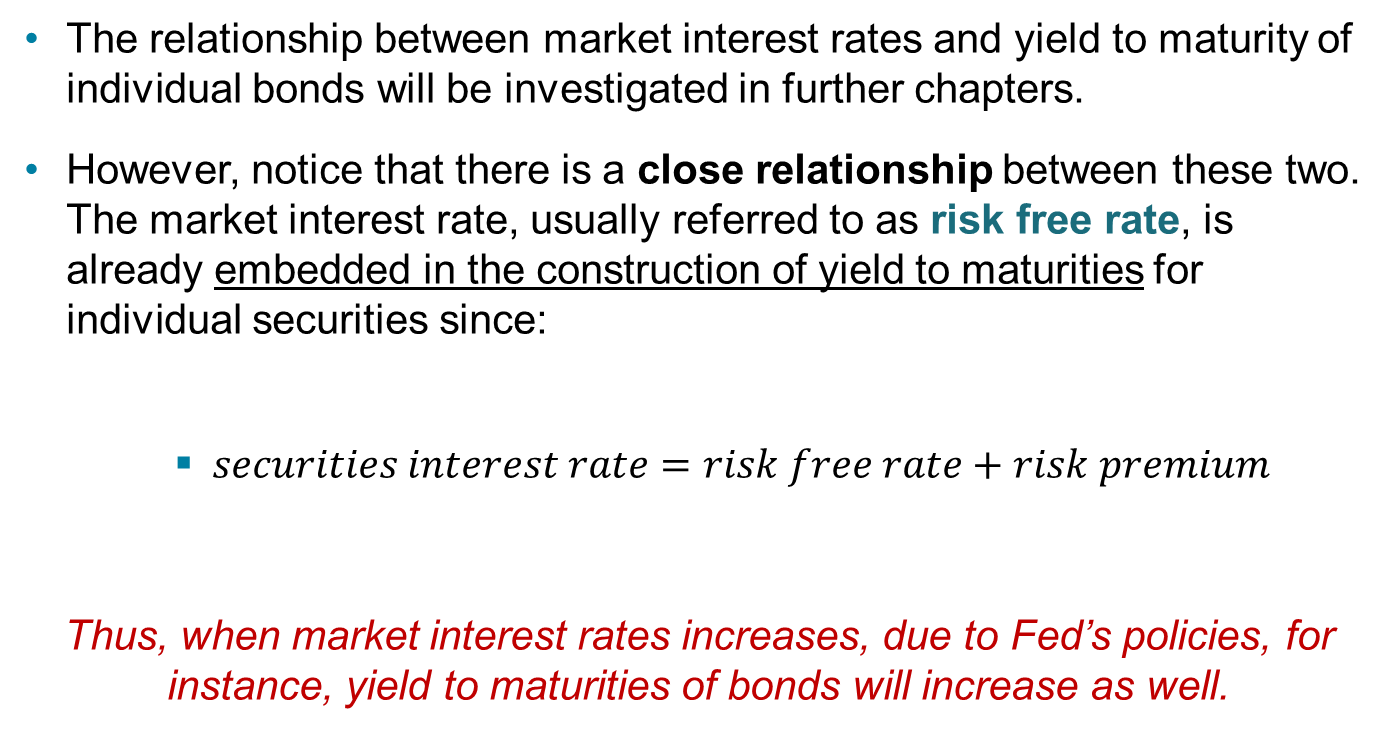 • The relationship between market interest rates and yield to maturity of
individual bonds will be investigated in further chapters.
• However, notice that there is a close relationship between these two.
The market interest rate, usually referred to as risk free rate, is
already embedded in the construction of yield to maturities for
individual securities since:
▪ securities interest rate = risk free rate + risk premium
Thus, when market interest rates increases, due to Fed’s policies, for
instance, yield to maturities of bonds will increase as well.